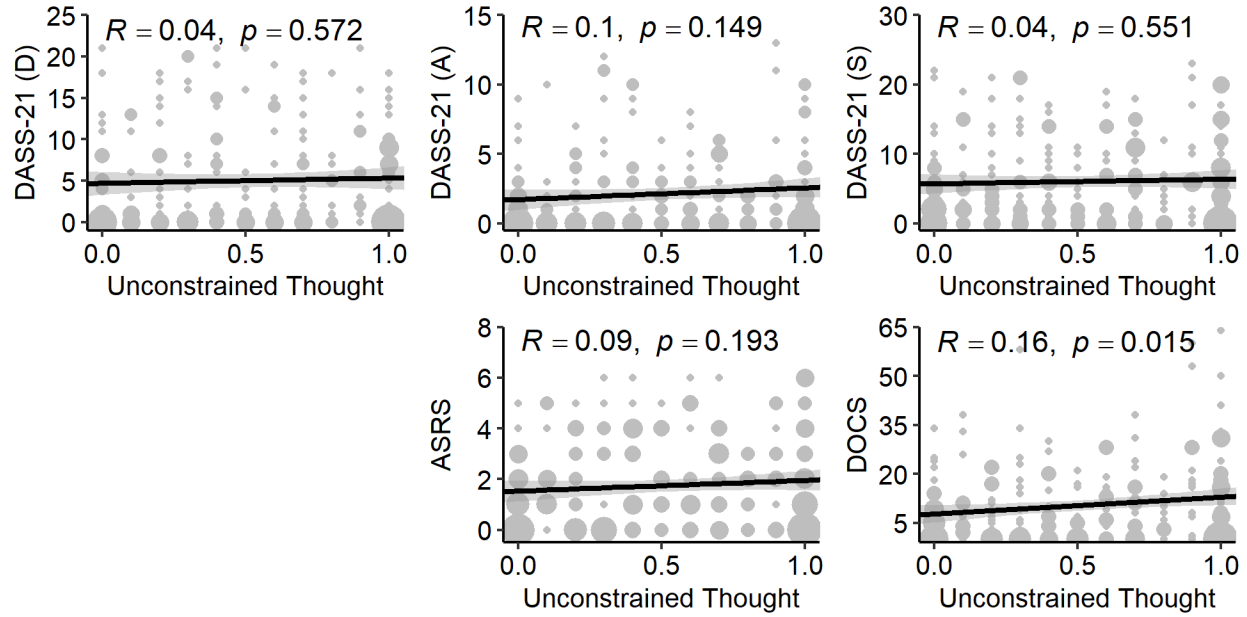 R = 0.04, p = 0.572
DASS-21 (D)
25
20
15
10
5
0
0.0 0.5 1.0
Unconstrained Thought
R = 0.1, p = 0.149
DASS-21 (A)
15
10
5
0
0.0 0.5 1.0
Unconstrained Thought
R = 0.04, p = 0.551
DASS-21 (S)
30
20
10
0
0.0 0.5 1.0
Unconstrained Thought
R = 0.09, p = 0.193
ASRS
8
6
4
2
0
0.0 0.5 1.0
Unconstrained Thought
R = 0.16, p = 0.015
DOCS
65
50
35
20
5
0.0 0.5 1.0
Unconstrained Thought